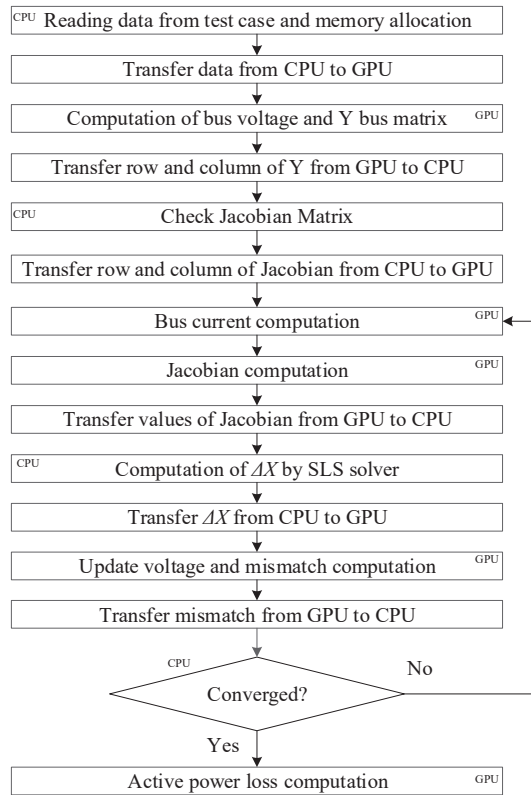 CPU Reading data from test case and memory allocation
Transfer data from CPU to GPU
Computation of bus voltage and Y bus matrix GPU
Transfer row and column of Y from GPU to CPU
CPU Check Jacobian Matrix
Transfer row and column of Jacobian from CPU to GPU
Bus current computation GPU
Jacobian computation GPU
Transfer values of Jacobian from GPU to CPU
CPU Computation of ΔX by SLS solver
Transfer ΔX from CPU to GPU
Update voltage and mismatch computation GPU
Transfer mismatch from GPU to CPU
CPU
No
Converged?
Yes
Active power loss computation GPU